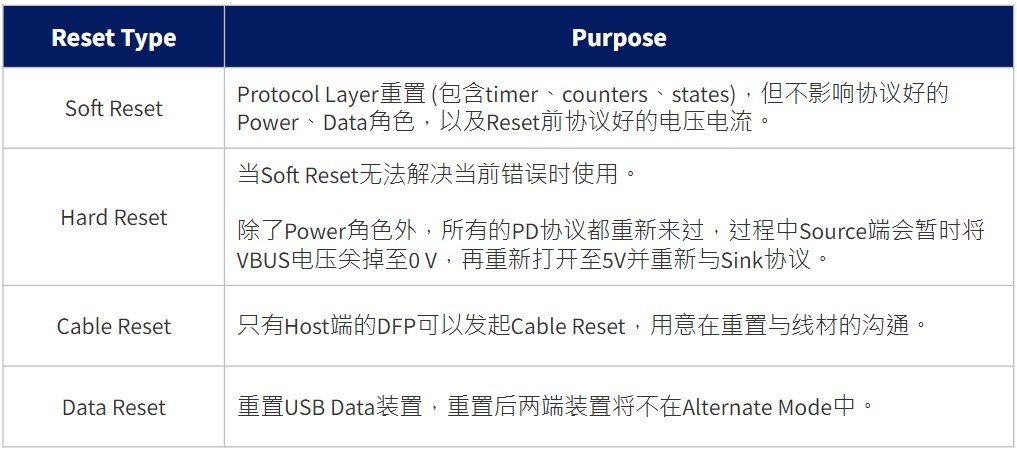 Reset Type
Purpose
Soft Reset
Protocol Layer重置 (包含timer、counters、states)，但不影响协议好的
Power、Data角色，以及Reset前协议好的电压电流。
Hard Reset
当Soft Reset无法解决当前错误时使用。
除了Power角色外，所有的PD协议都重新来过，过程中Source端会暂时将
VBUS电压关掉至0 V，再重新打开至5V并重新与Sink协议。
Cable Reset
只有Host端的DFP可以发起Cable Reset，用意在重置与线材的沟通。
Data Reset
重置USB Data装置，重置后两端装置将不在Alternate Mode中。